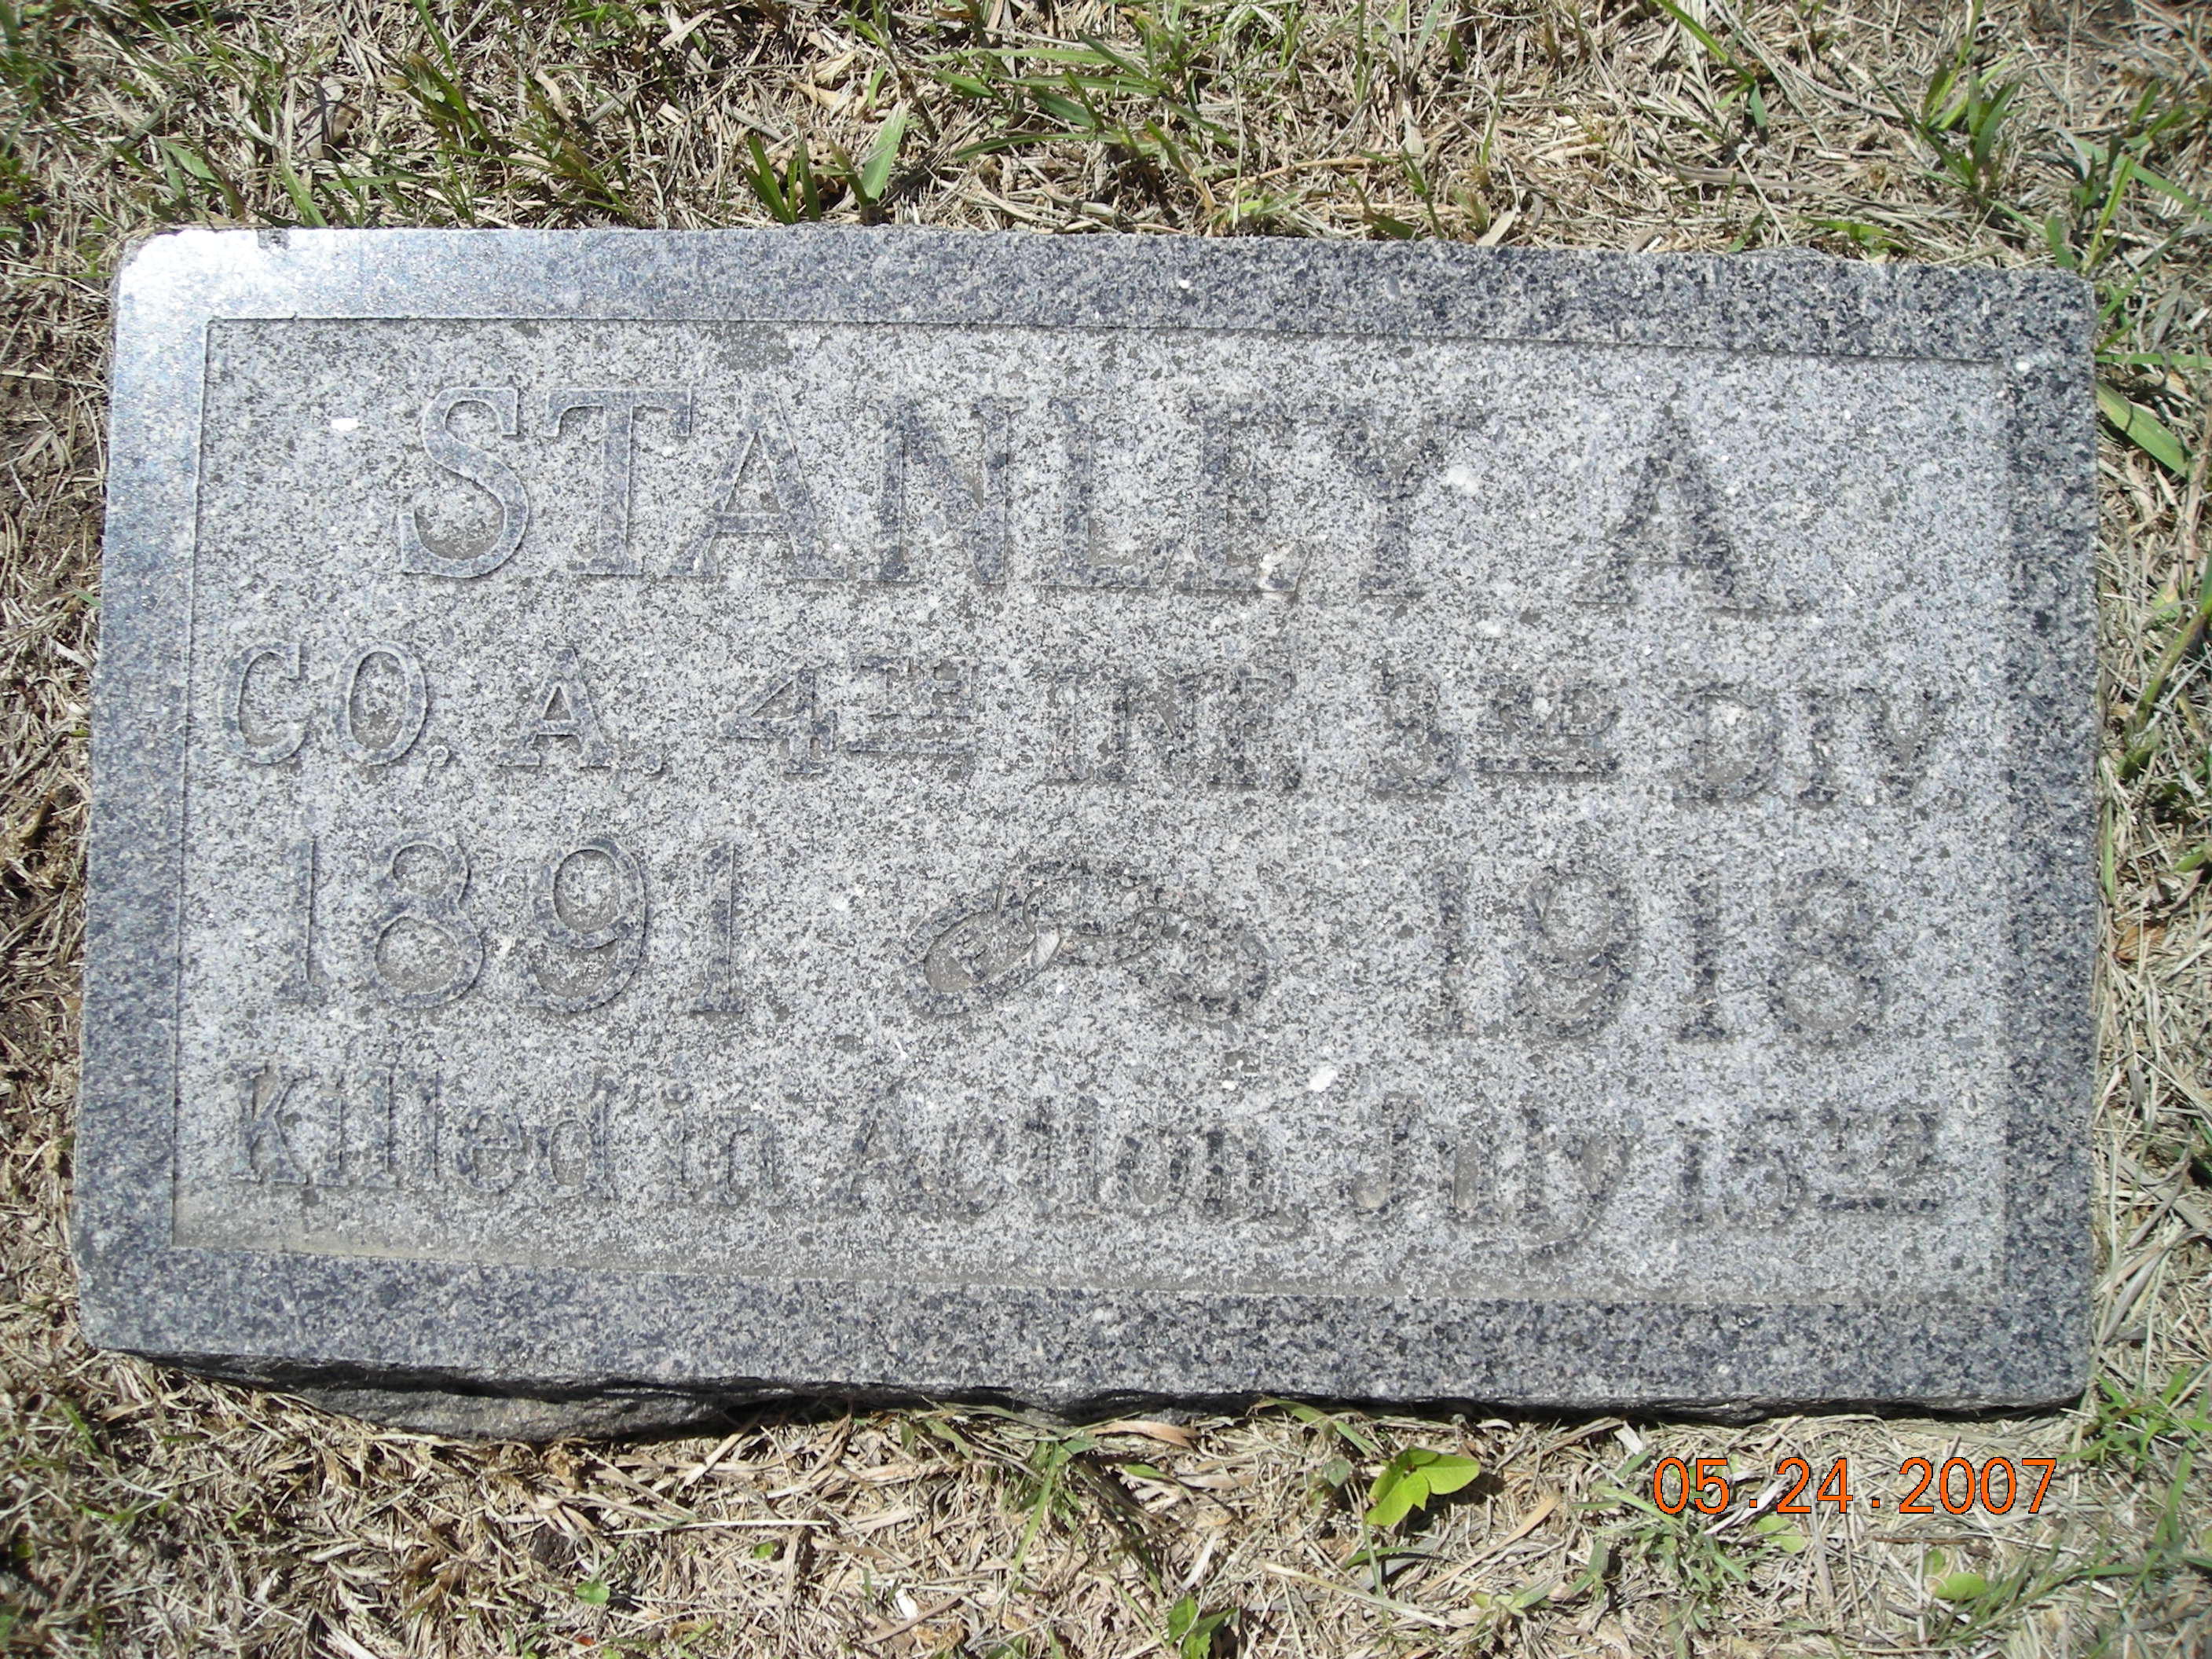 STANLEY A
CO. A, 4TH INF, 3RD DIV.
1891 1918
Killed in Action, July 15TH
05.24.2007